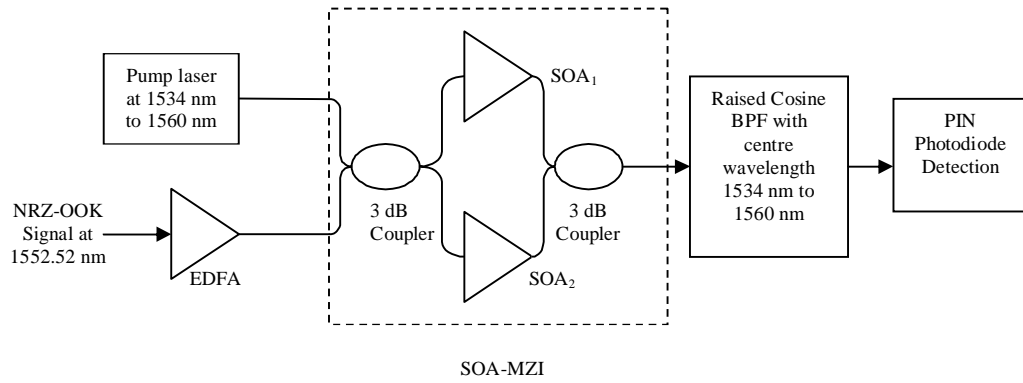 Pump laser
at 1534 nm
to 1560 nm
NRZ-OOK
Signal at
1552.52 nm
EDFA
3 dB
Coupler
SOA1
SOA2
3 dB
Coupler
Raised Cosine
BPF with
centre
wavelength
1534 nm to
1560 nm
PIN
Photodiode
Detection
SOA-MZI